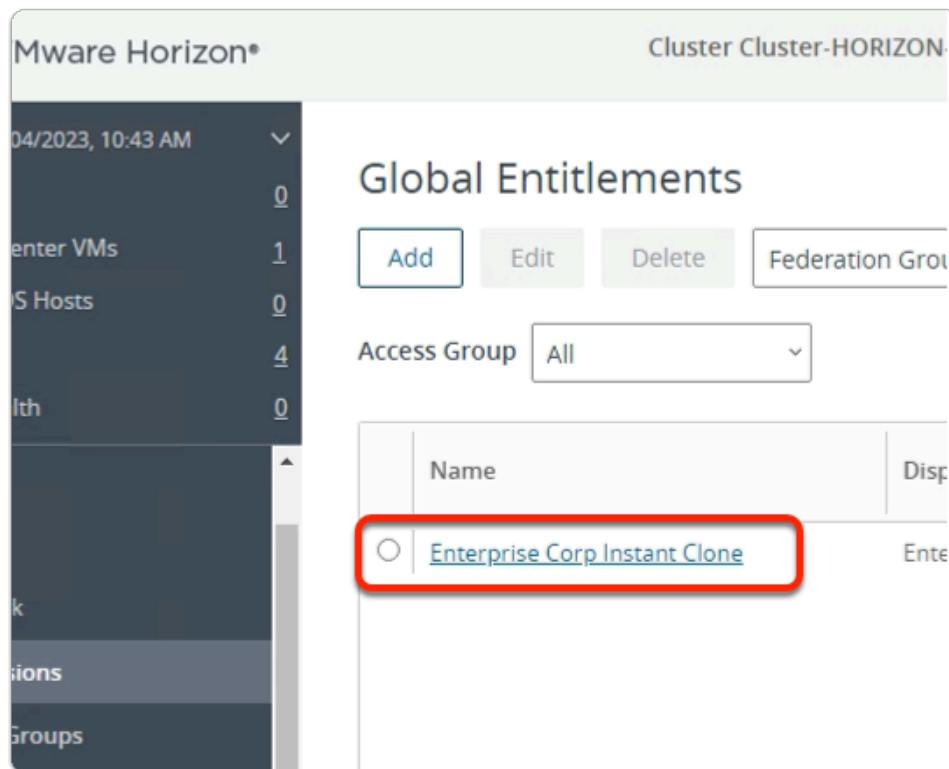 Mware Horizon®
Cluster Cluster-HORIZON-
04/2023, 10:43 AM
0
enter VMs
1
S Hosts
0
4
lth
0
k
sions
Groups
Global Entitlements
Add
Edit
Delete
Federation Grou
Access Group
All
Name
Disp
Enterprise Corp Instant Clone
Ente